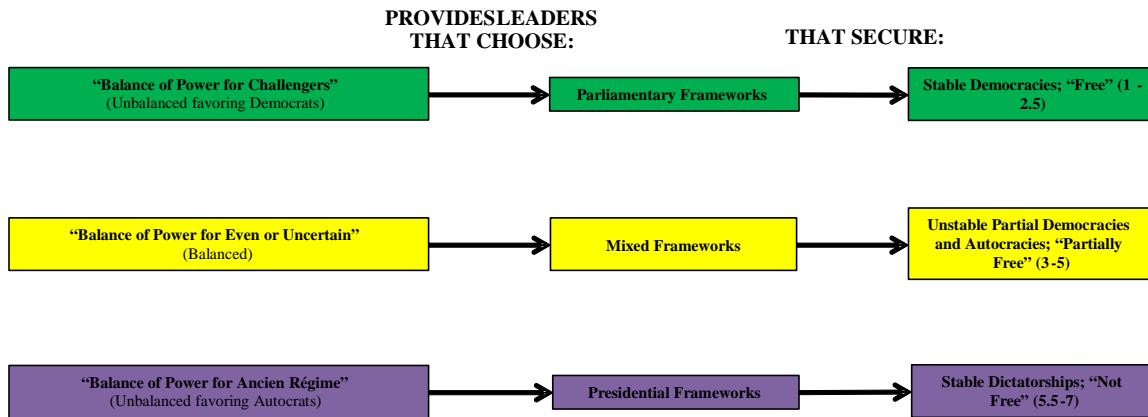 PROVIDESLEADERS
THAT CHOOSE:
THAT SECURE:
“Balance of Power for Challengers”
(Unbalanced favoring Democrats)
Parliamentary Frameworks
Stable Democracies; “Free” (1 -
2.5)
“Balance of Power for Even or Uncertain”
(Balanced)
Mixed Frameworks
Unstable Partial Democracies
and Autocracies; “Partially
Free” (3-5)
“Balance of Power for Ancien Régime”
(Unbalanced favoring Autocrats)
Presidential Frameworks
Stable Dictatorships; “Not
Free” (5.5-7)